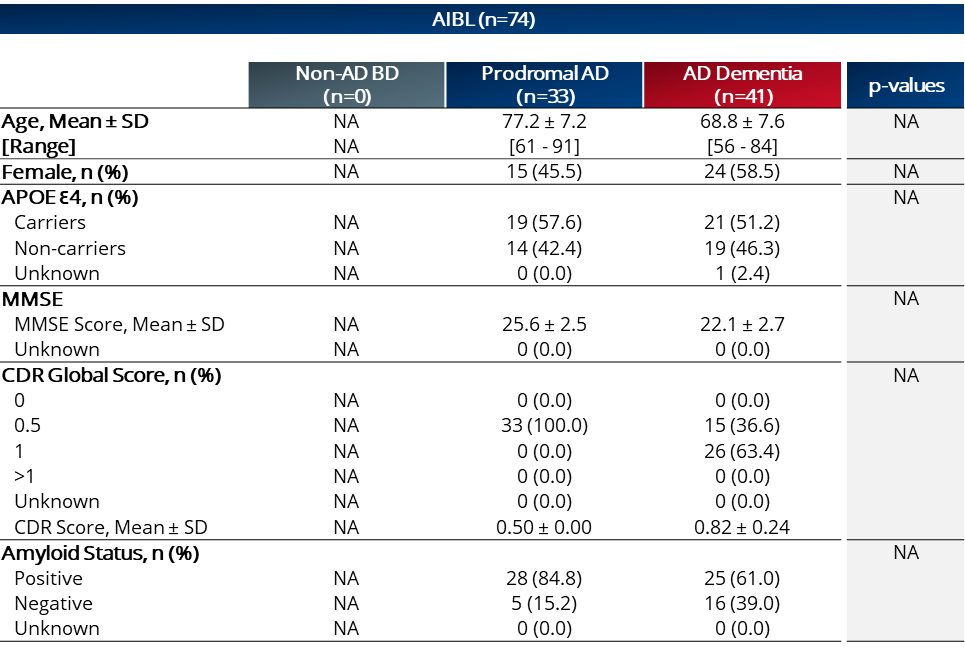 AIBL (n=74)
Non-AD BD (n=0) Prodromal AD (n=33) AD Dementia (n=41) p-values
Age, Mean ± SD NA 77.2 ± 7.2 68.8 ± 7.6 NA
[Range] NA [61 - 91] [56 - 84]
Female, n (%) NA 15 (45.5) 24 (58.5) NA
APOE ε4, n (%) NA
Carriers NA 19 (57.6) 21 (51.2)
Non-carriers NA 14 (42.4) 19 (46.3)
Unknown NA 0 (0.0) 1 (2.4)
MMSE NA
MMSE Score, Mean ± SD NA 25.6 ± 2.5 22.1 ± 2.7
Unknown NA 0 (0.0) 0 (0.0)
CDR Global Score, n (%) NA
0 NA 0 (0.0) 0 (0.0)
0.5 NA 33 (100.0) 15 (36.6)
1 NA 0 (0.0) 26 (63.4)
>1 NA 0 (0.0) 0 (0.0)
Unknown NA 0 (0.0) 0 (0.0)
CDR Score, Mean ± SD NA 0.50 ± 0.00 0.82 ± 0.24
Amyloid Status, n (%) NA
Positive NA 28 (84.8) 25 (61.0)
Negative NA 5 (15.2) 16 (39.0)
Unknown NA 0 (0.0) 0 (0.0)